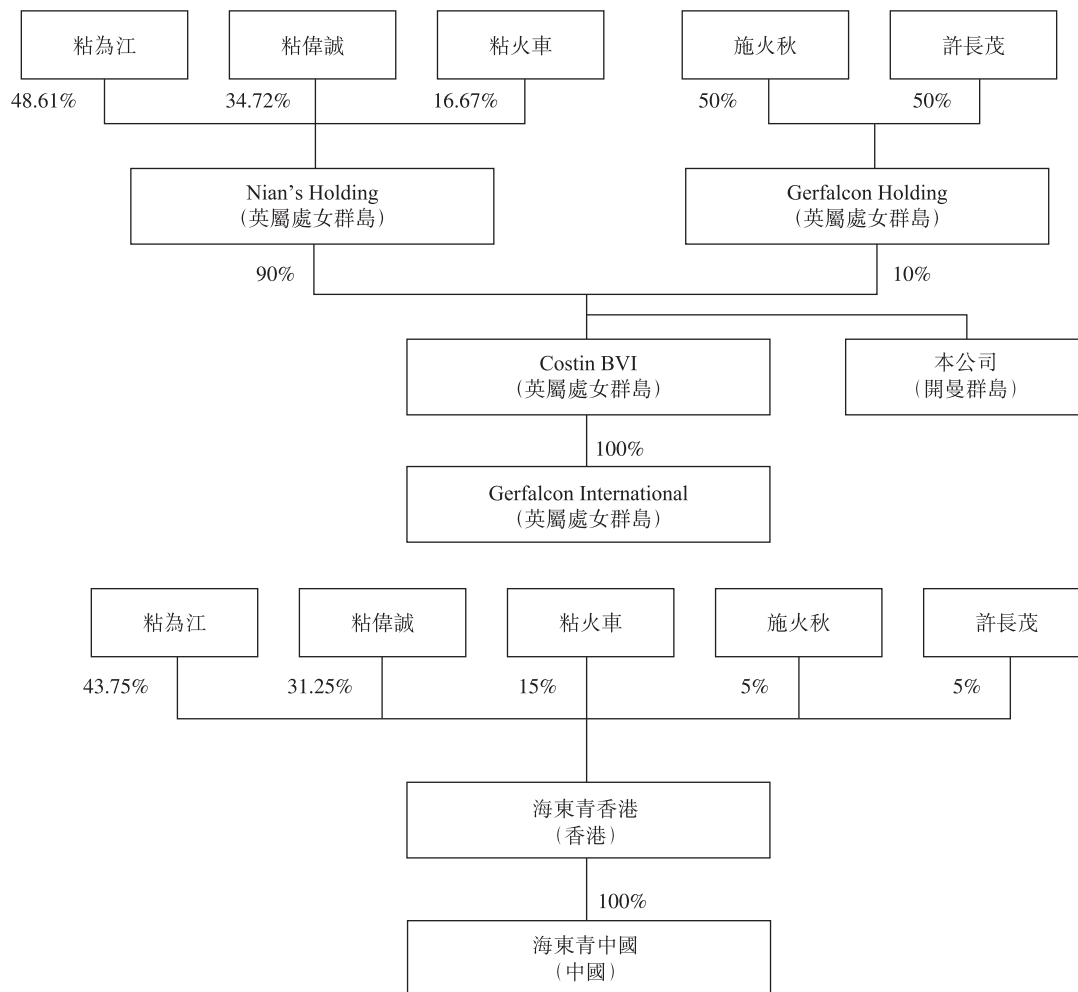 粘為江
粘偉誠
粘火車
施火秋
許長茂
48.61%
34.72%
16.67%
50%
50%
Nian's Holding
（英屬處女群島）
Gerfalcon Holding
（英屬處女群島）
90%
10%
Costin BVI
（英屬處女群島）
本公司
（開曼群島）
100%
Gerfalcon International
（英屬處女群島）
粘為江
粘偉誠
粘火車
施火秋
許長茂
43.75%
31.25%
15%
5%
5%
海東青香港
（香港）
100%
海東青中國
（中國）